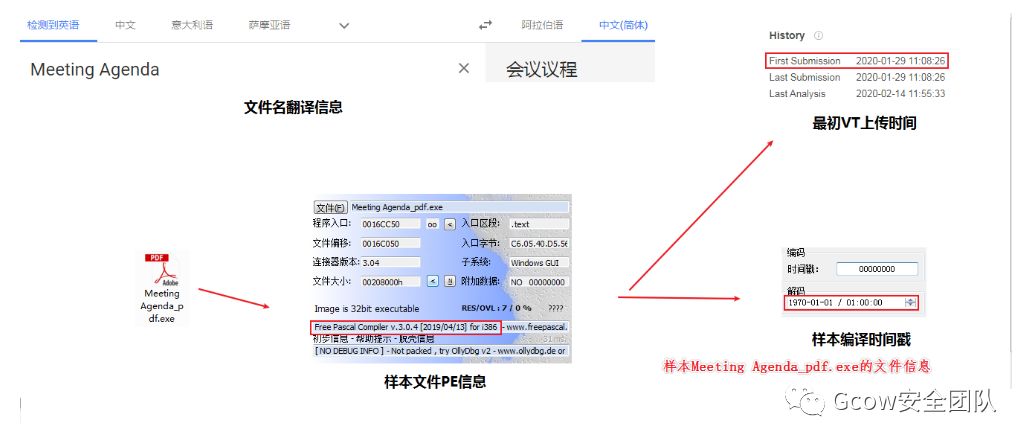 检测到英语 中文 意大利语 萨摩亚语 阿拉伯语 中文(简体)
Meeting Agenda
会议议程
文件名翻译信息
History
First Submission 2020-01-29 11:08:26
Last Submission 2020-01-29 11:08:26
Last Analysis 2020-02-14 11:55:33
最初VT上传时间
PDF
Adobe
Meeting
Agenda_p
df.exe
文件(F) Meeting Agenda_pdf.exe
程序入口: 0016CC50 oo < 入口区段: .text
文件偏移: 0016C050 入口字节: C6.05.40.D5.56
连接器版本: 3.04 子系统: Windows GUI
文件大小: 00208000h < N 附加数据: NO 00000000
Image is 32bit executable RES/OVL : 7 / 0 % ????
Free Pascal Compiler v.3.0.4 [2019/04/13] for i386 - www.freepascal.
初步信息 - 帮助提示 - 脱壳信息
[ NO DEBUG INFO ] - Not packed , try OllyDbg v2 - www.ollydbg.de or
样本文件PE信息
编码
时间戳: 00000000
解码
1970-01-01 / 01:00:00
样本编译时间戳
样本Meeting Agenda_pdf.exe的文件信息
Gcow安全团队